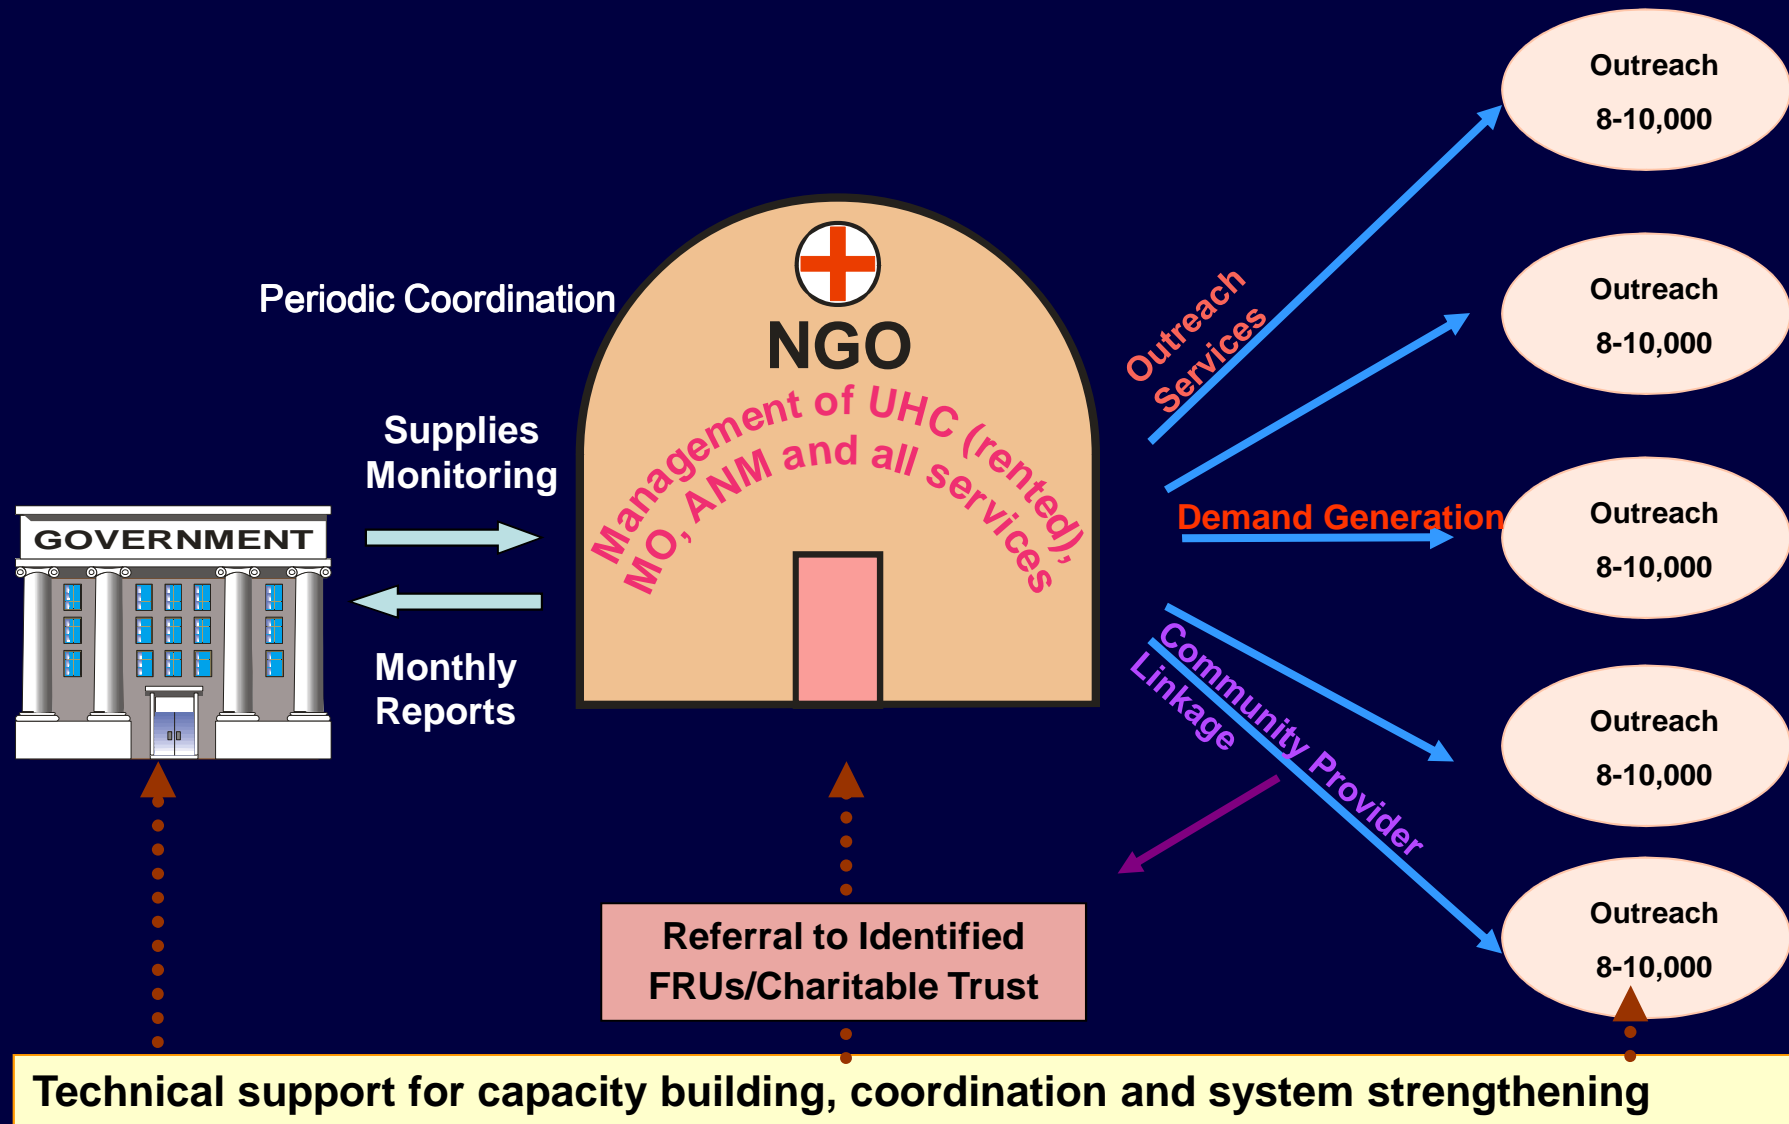 Periodic Coordination
Supplies
Monitoring
GOVERNMENT
Monthly
Reports
NGO
Management of UHC (rented),
MO, ANM and all services
Outreach
Services
Demand Generation
Community Provider
Linkage
Outreach
8-10,000
Outreach
8-10,000
Outreach
8-10,000
Outreach
8-10,000
Outreach
8-10,000
Referral to Identified
FRUs/Charitable Trust
Technical support for capacity building, coordination and system strengthening